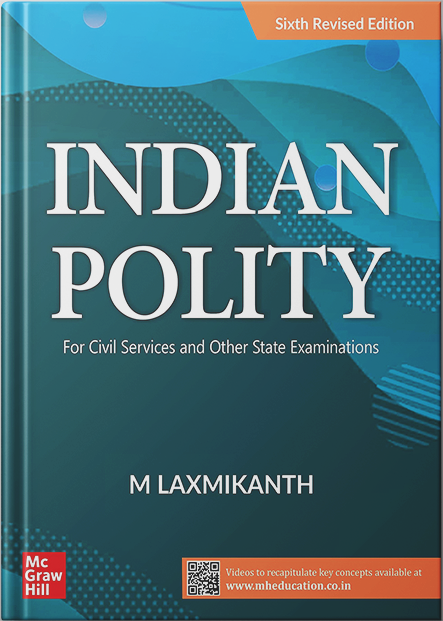 Sixth Revised Edition
INDIAN
POLITY
For Civil Services and Other State Examinations
M LAXMIKANTH
Mc
Graw
Hill
Videos to recapitulate key concepts available at
www.mheducation.co.in